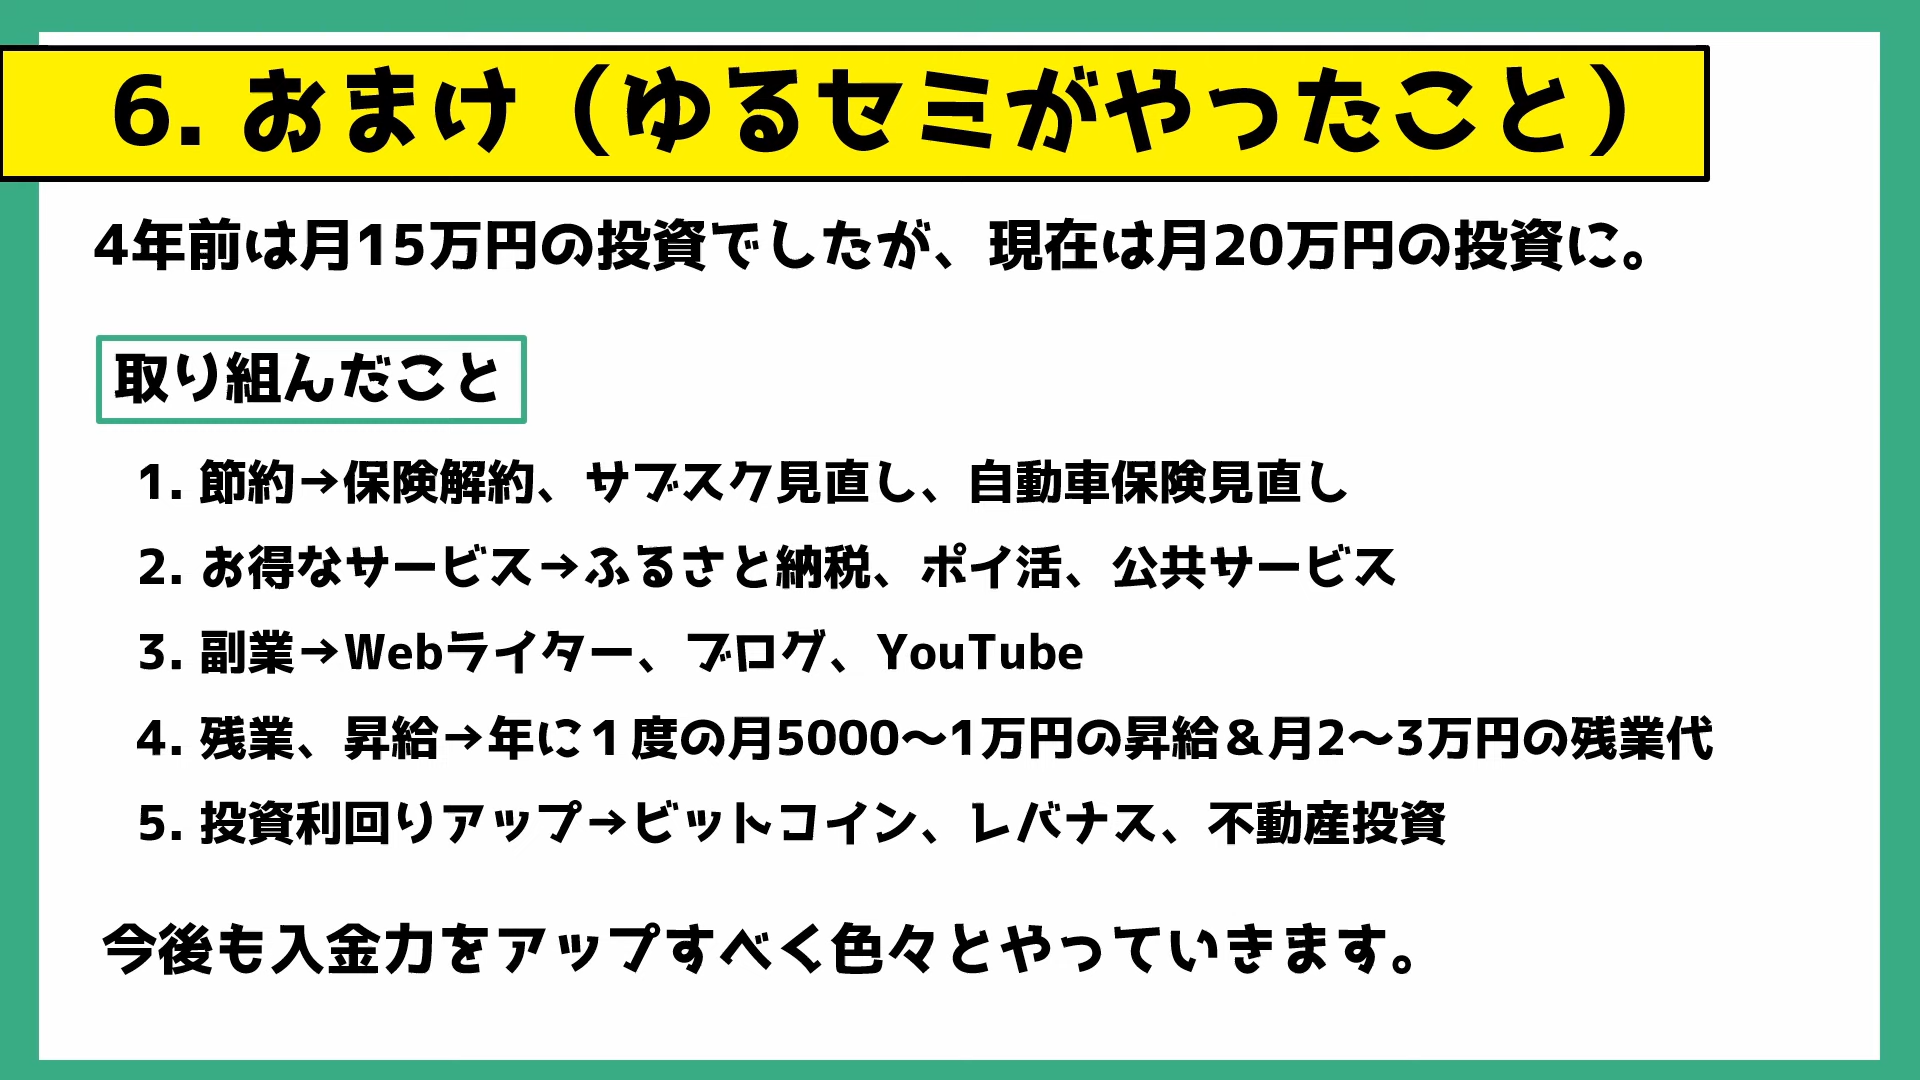 6. おまけ（ゆるセミがやったこと）
4年前は月15万円の投資でしたが、現在は月20万円の投資に。
取り組んだこと
1. 節約→保険解約、サブスク見直し、自動車保険見直し
2. お得なサービス→ふるさと納税、ポイ活、公共サービス
3. 副業→Webライター、ブログ、YouTube
4. 残業、昇給→年に１度の月5000〜1万円の昇給＆月2〜3万円の残業代
5. 投資利回りアップ→ビットコイン、レバナス、不動産投資
今後も入金力をアップすべく色々とやっていきます。